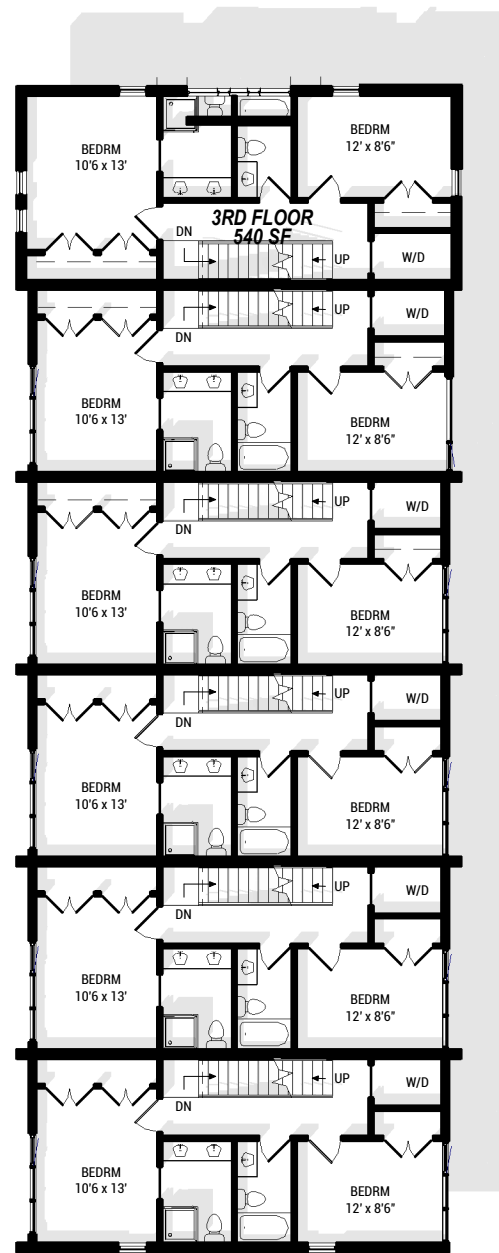 BEDRM
10'6 x 13'
BEDRM
12' x 8'6"
3RD FLOOR
540 SF
DN
UP
W/D
UP
W/D
DN
BEDRM
10'6 x 13'
BEDRM
12' x 8'6"
UP
W/D
DN
BEDRM
10'6 x 13'
BEDRM
12' x 8'6"
UP
W/D
DN
BEDRM
10'6 x 13'
BEDRM
12' x 8'6"
UP
W/D
DN
BEDRM
10'6 x 13'
BEDRM
12' x 8'6"
UP
W/D
DN
BEDRM
10'6 x 13'
BEDRM
12' x 8'6"